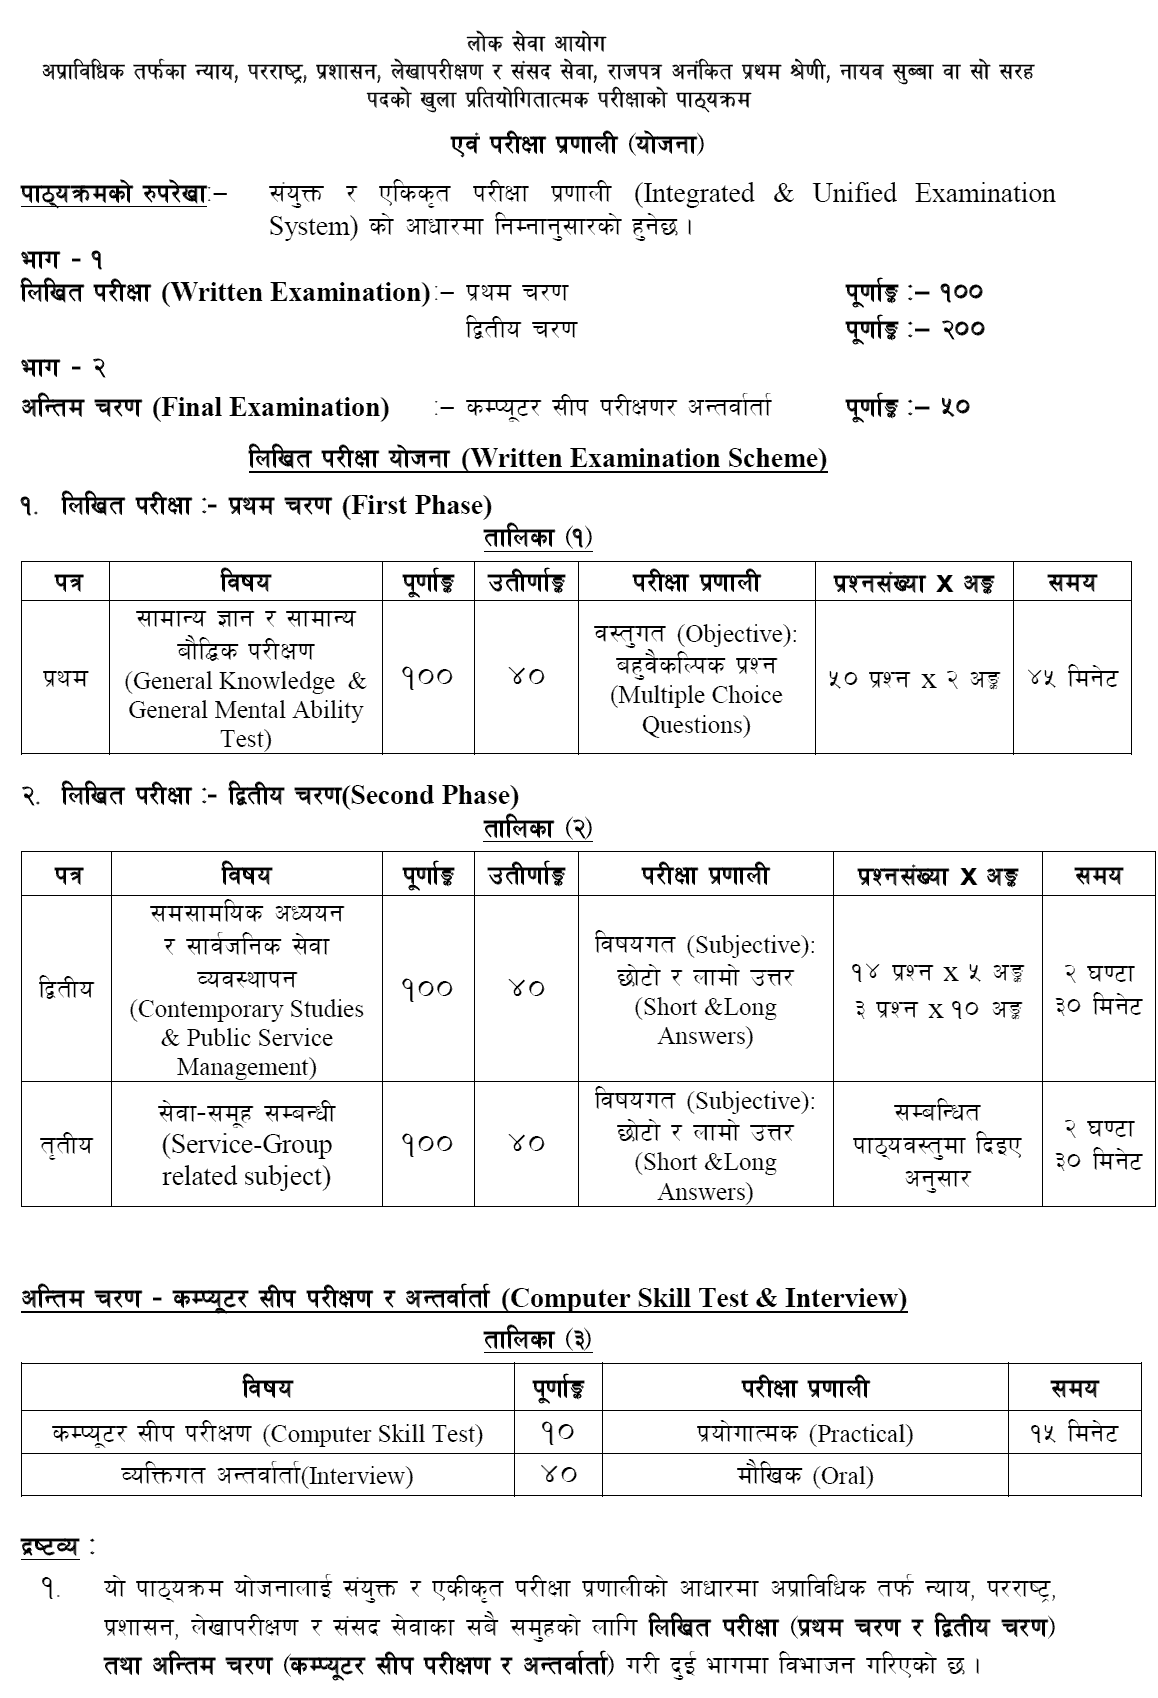 लोक सेवा आयोग
अप्राविधिक तर्फका न्याय, परराष्ट्र, प्रशासन, लेखापरीक्षण र संसद सेवा, राजपत्र अनंकित प्रथम श्रेणी, नायव सुब्बा वा सो सरह
पदको खुला प्रतियोगितात्मक परीक्षाको पाठ्यक्रम
एवं परीक्षा प्रणाली (योजना)
पाठ्यक्रमको रुपरेखा:– संयुक्त र एकिकृत परीक्षा प्रणाली (Integrated & Unified Examination
System) को आधारमा निम्नानुसारको हुनेछ ।
भाग - १
लिखित परीक्षा (Written Examination):– प्रथम चरण पूर्णाङ्क :– १००
द्वितीय चरण पूर्णाङ्क :– २००
भाग - २
अन्तिम चरण (Final Examination) :– कम्प्यूटर सीप परीक्षणर अन्तर्वार्ता पूर्णाङ्क :– ५०
लिखित परीक्षा योजना (Written Examination Scheme)
१. लिखित परीक्षा :- प्रथम चरण (First Phase)
तालिका (१)
पत्र विषय पूर्णाङ्क उतीर्णाङ्क परीक्षा प्रणाली प्रश्नसंख्या X अङ्क समय
प्रथम
सामान्य ज्ञान र सामान्य
बौद्धिक परीक्षण
(General Knowledge &
General Mental Ability
Test)
१००
४०
वस्तुगत (Objective):
बहुवैकल्पिक प्रश्न
(Multiple Choice
Questions)
५० प्रश्न x २ अङ्क
४५ मिनेट
२. लिखित परीक्षा :- द्वितीय चरण(Second Phase)
तालिका (२)
पत्र विषय पूर्णाङ्क उतीर्णाङ्क परीक्षा प्रणाली प्रश्नसंख्या X अङ्क समय
द्वितीय
समसामयिक अध्ययन
र सार्वजनिक सेवा
व्यवस्थापन
(Contemporary Studies
& Public Service
Management)
१००
४०
विषयगत (Subjective):
छोटो र लामो उत्तर
(Short &Long
Answers)
१४ प्रश्न x ५ अङ्क
३ प्रश्न x १० अङ्क
२ घण्टा
३० मिनेट
तृतीय
सेवा-समूह सम्बन्धी
(Service-Group
related subject)
१००
४०
विषयगत (Subjective):
छोटो र लामो उत्तर
(Short &Long
Answers)
सम्बन्धित
पाठ्यवस्तुमा दिइए
अनुसार
२ घण्टा
३० मिनेट
अन्तिम चरण - कम्प्यूटर सीप परीक्षण र अन्तर्वार्ता (Computer Skill Test & Interview)
तालिका (३)
विषय पूर्णाङ्क परीक्षा प्रणाली समय
कम्प्यूटर सीप परीक्षण (Computer Skill Test) १० प्रयोगात्मक (Practical) १५ मिनेट
व्यक्तिगत अन्तर्वार्ता(Interview) ४० मौखिक (Oral)
द्रष्टव्य :
१. यो पाठ्यक्रम योजनालाई संयुक्त र एकीकृत परीक्षा प्रणालीको आधारमा अप्राविधिक तर्फ न्याय, परराष्ट्र,
प्रशासन, लेखापरीक्षण र संसद सेवाका सबै समुहको लागि लिखित परीक्षा (प्रथम चरण र द्वितीय चरण)
तथा अन्तिम चरण (कम्प्यूटर सीप परीक्षण र अन्तर्वार्ता) गरी दुई भागमा विभाजन गरिएको छ ।